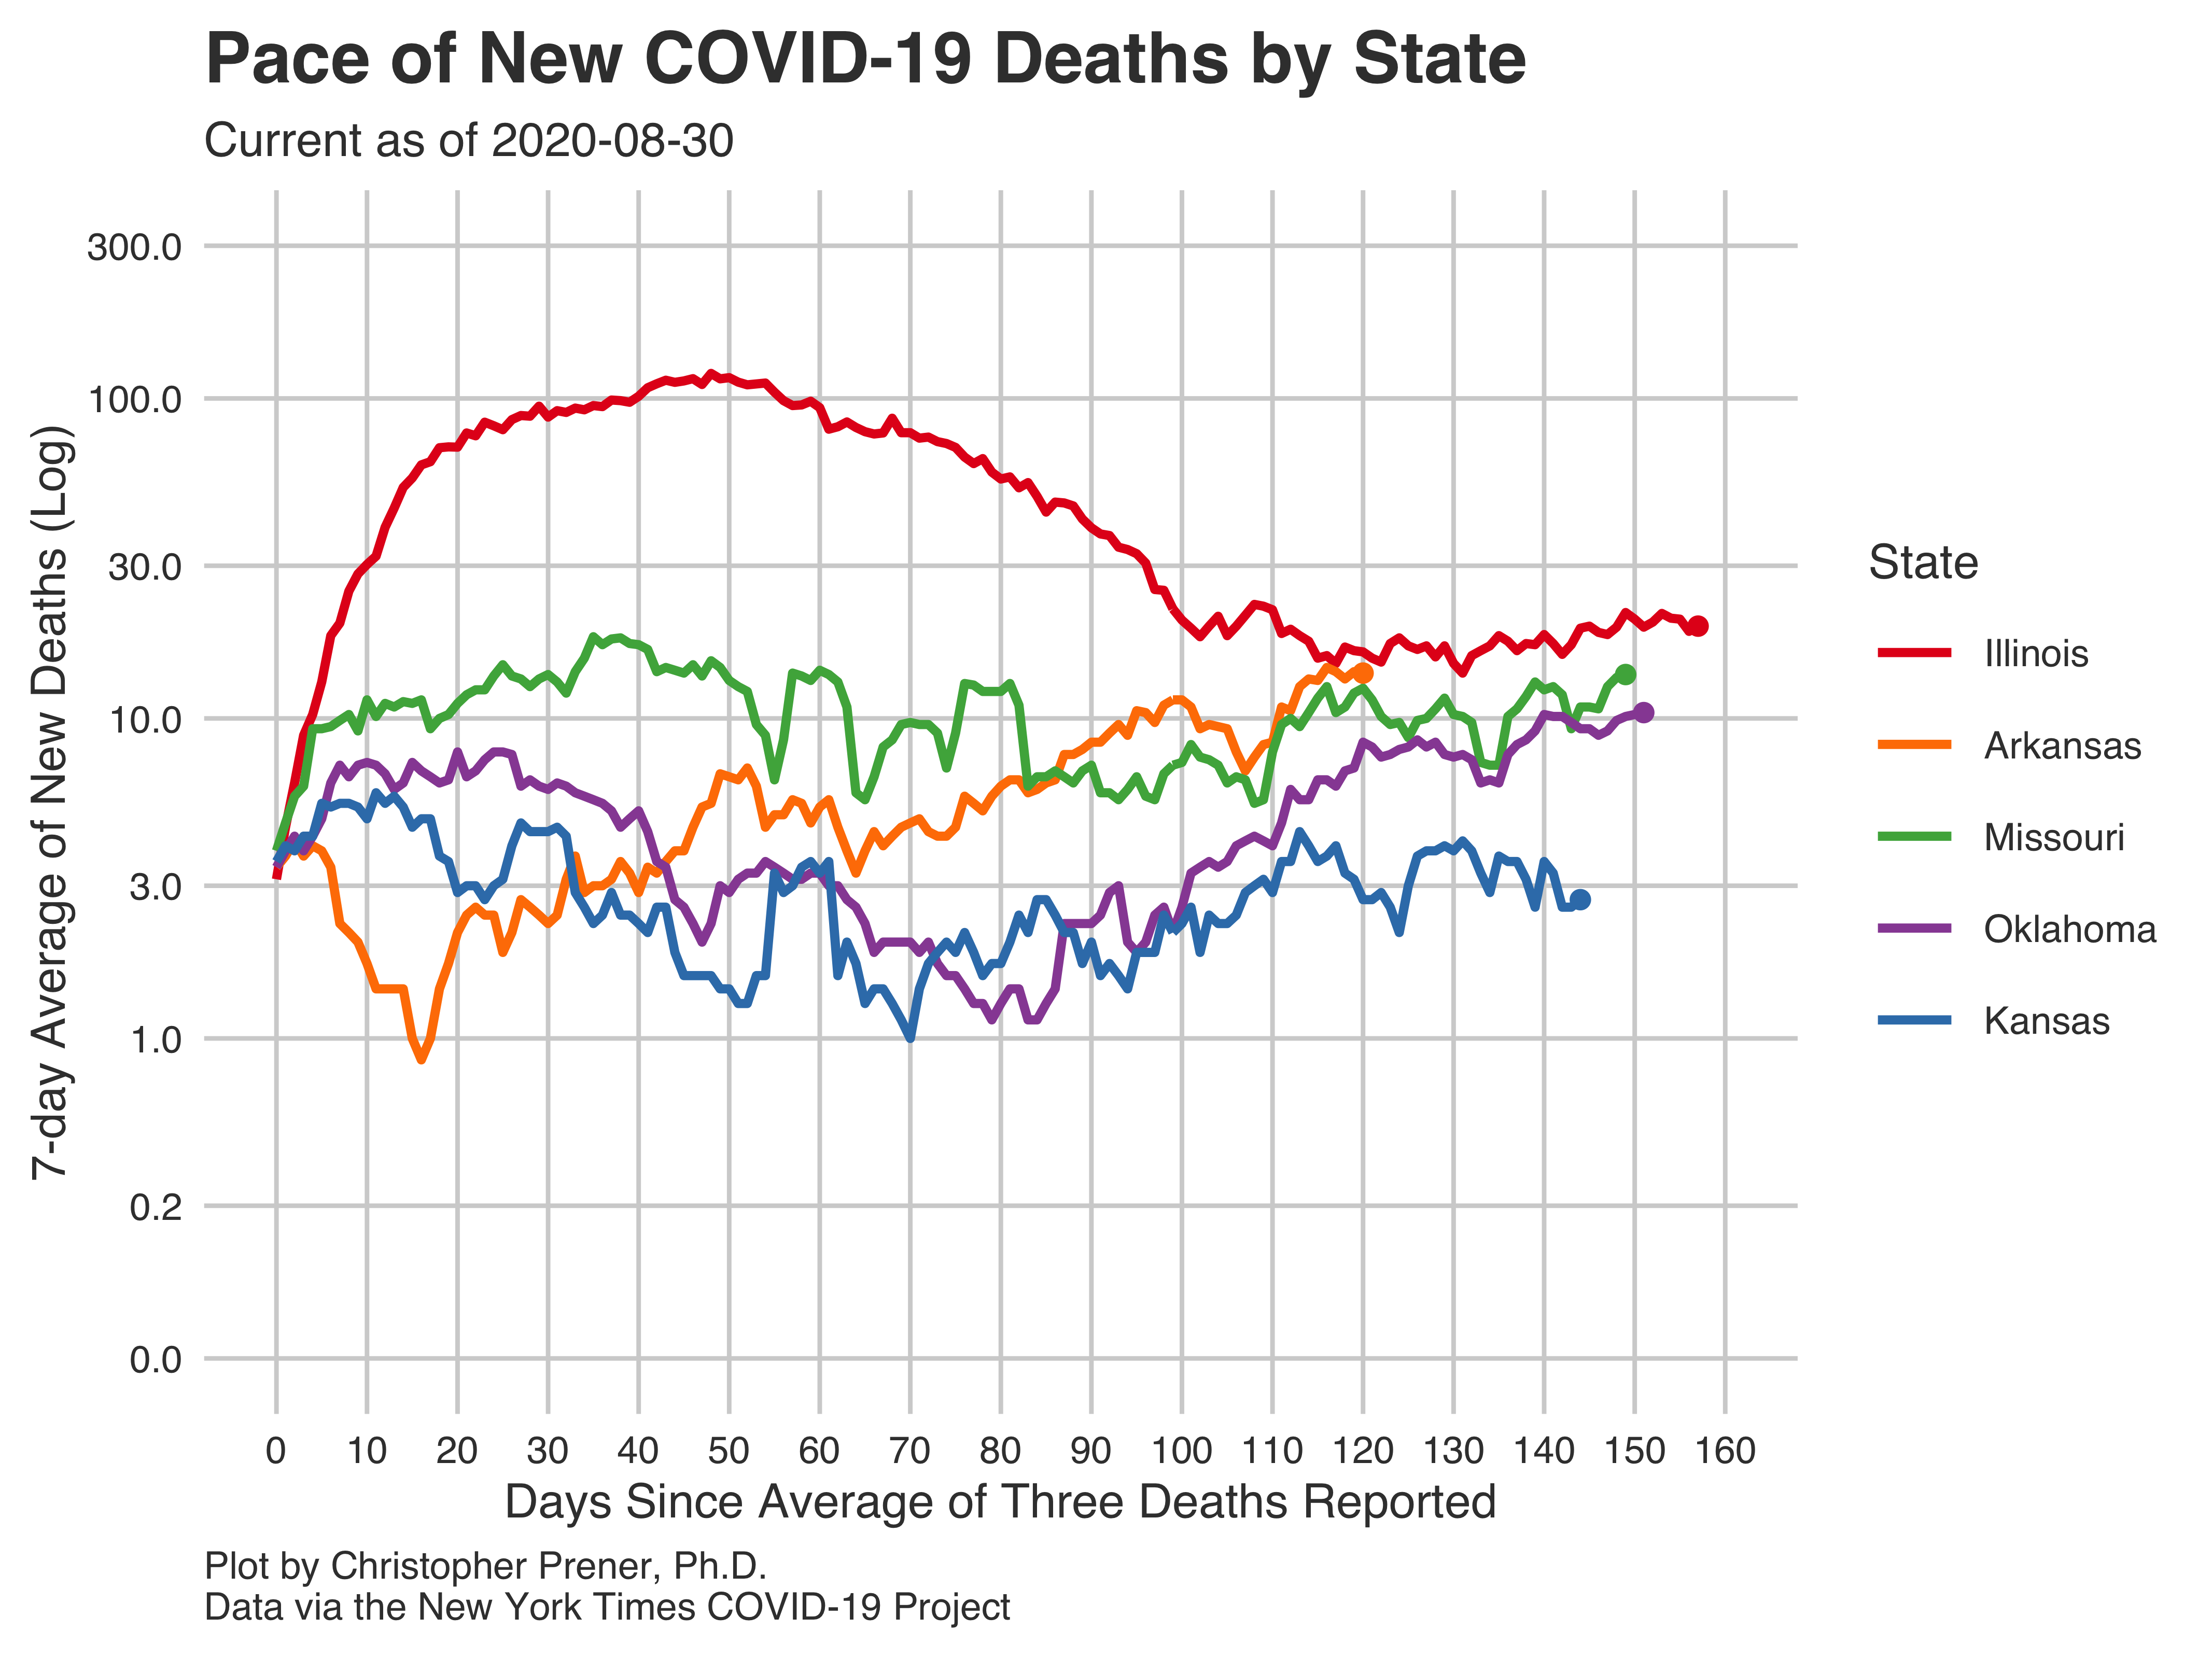 Pace of New COVID-19 Deaths by State
Current as of 2020-08-30
7-day Average of New Deaths (Log)
300.0
100.0
30.0
10.0
3.0
1.0
0.2
0.0
0 10 20 30 40 50 60 70 80 90 100 110 120 130 140 150 160
Days Since Average of Three Deaths Reported
State
Illinois
Arkansas
Missouri
Oklahoma
Kansas
Plot by Christopher Prener, Ph.D.
Data via the New York Times COVID-19 Project